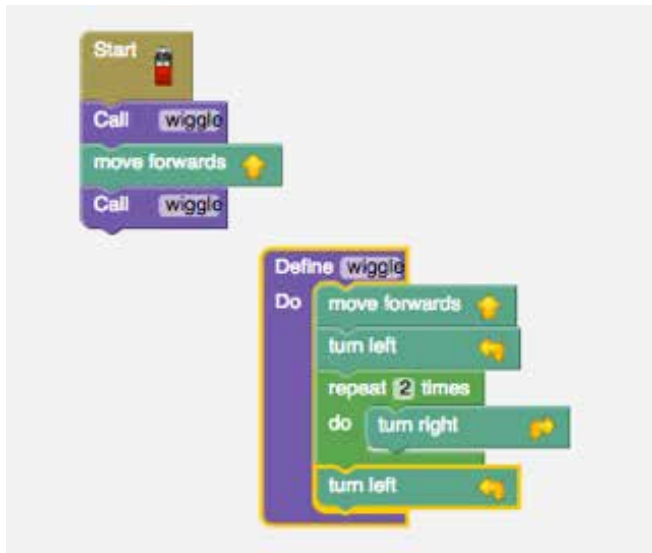 Start
Call wiggle
move forwards
Call wiggle
Define wiggle
Do move forwards
turn left
repeat 2 times
do turn right
turn left